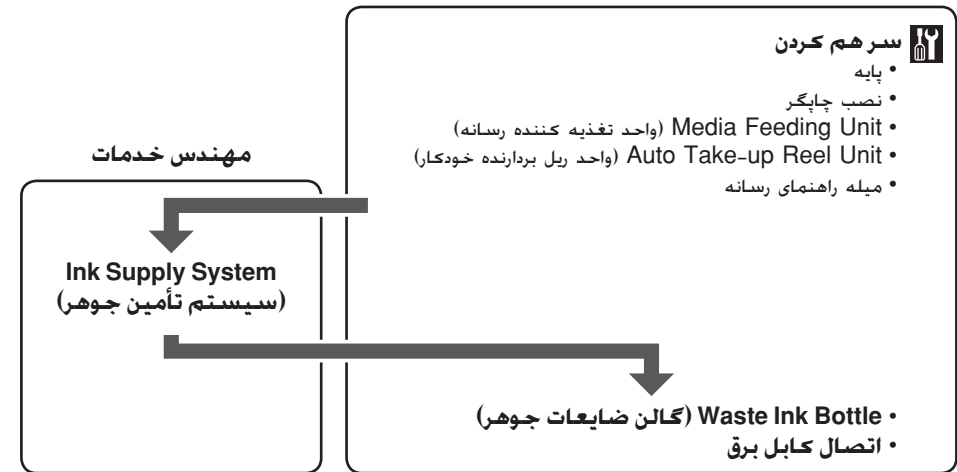 سر هم کردن
• پایه
• نصب چاپگر
• Media Feeding Unit (واحد تغذیه کننده رسانه)
• Auto Take-up Reel Unit (واحد ریل بردارنده خودکار)
• میله راهنمای رسانه
مهندس خدمات
Ink Supply System
(سیستم تأمین جوهر)
• Waste Ink Bottle (گالن ضایعات جوهر)
• اتصال کابل برق